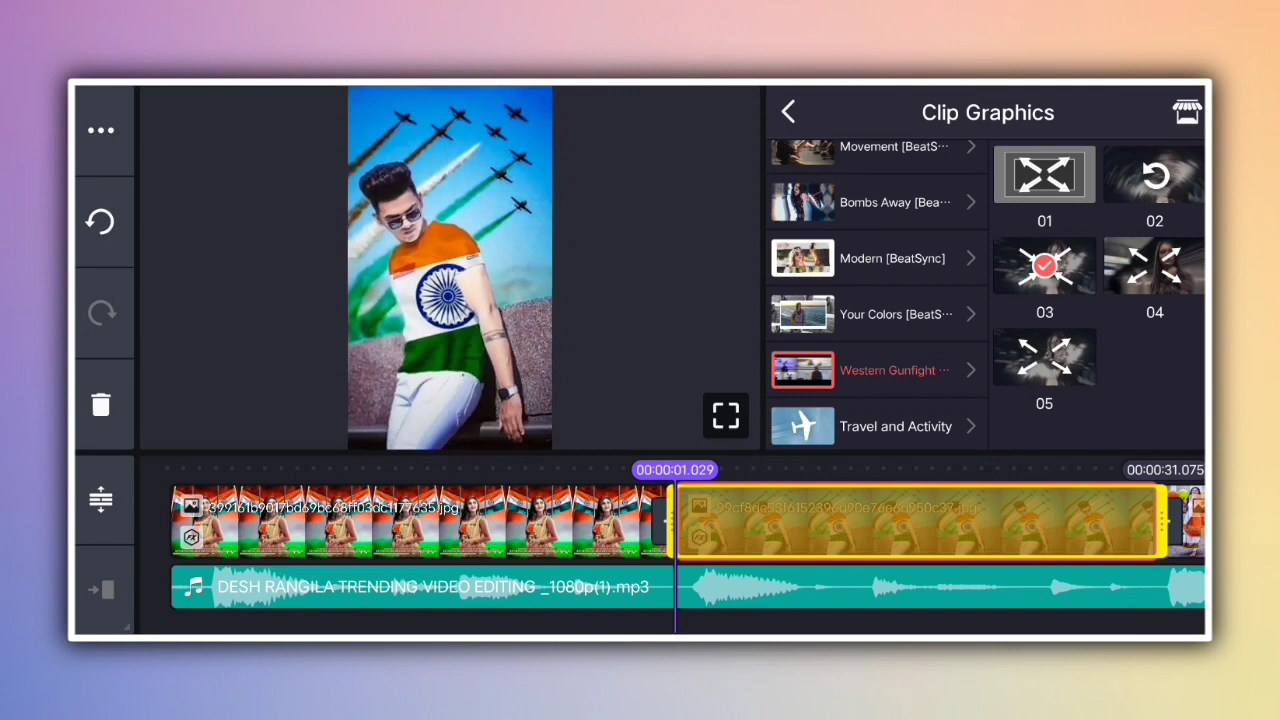 Clip Graphics
Movement [BeatS···
Bombs Away [Bea···
Modern [BeatSync]
Your Colors [BeatS···
Western Gunfight ···
Travel and Activity
01
02
03
04
05
00:00:01.029
00:00:31.075
DESH RANGILA TRENDING VIDEO EDITING _1080p(1).mp3